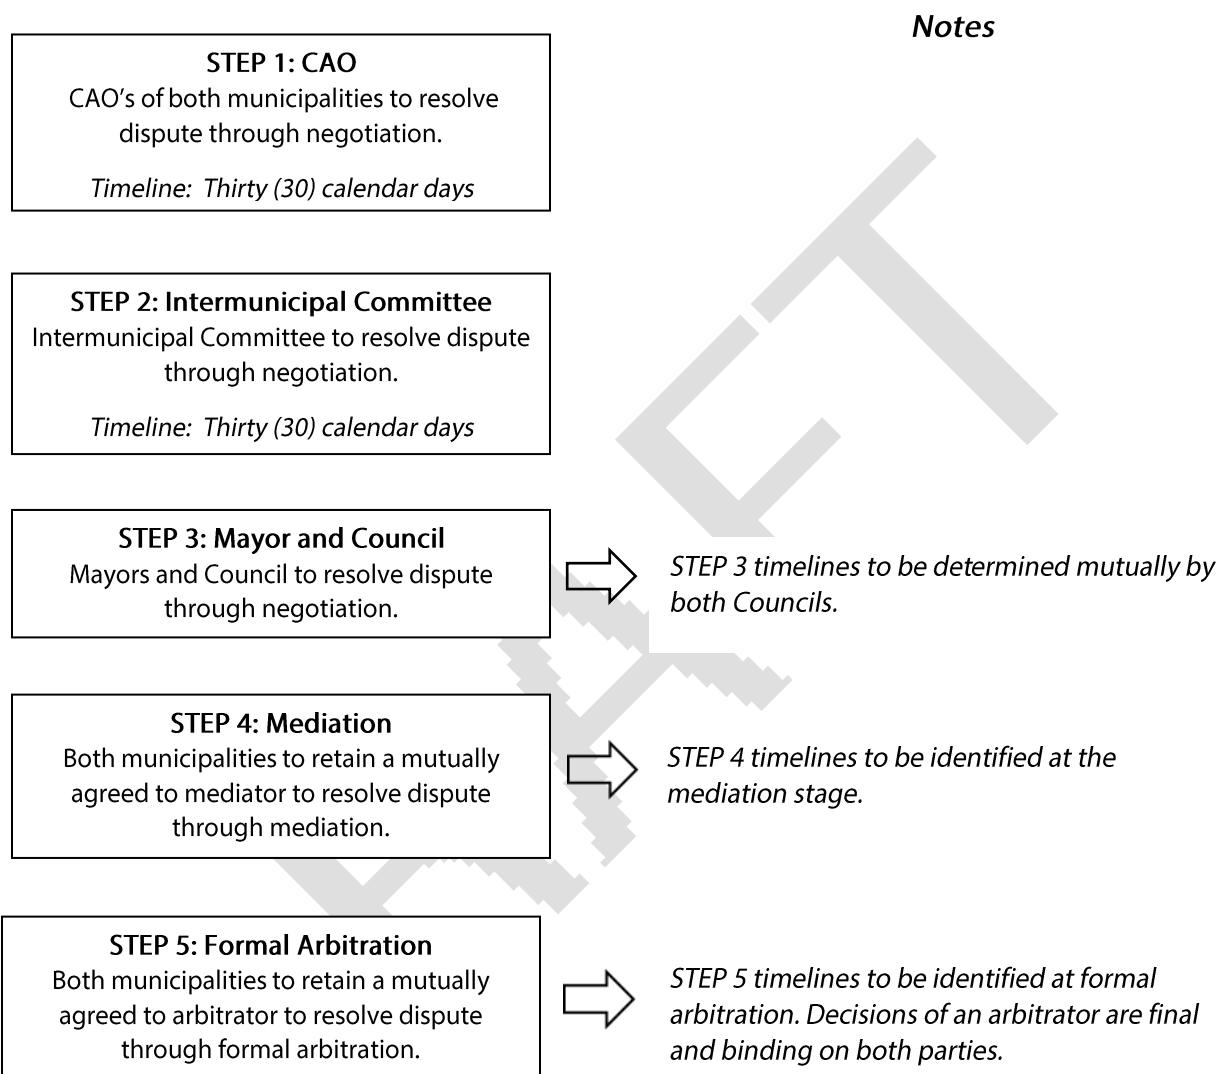 Notes
STEP 1: CAO
CAO's of both municipalities to resolve
dispute through negotiation.
Timeline:  Thirty (30) calendar days
STEP 2: Intermunicipal Committee
Intermunicipal Committee to resolve dispute
through negotiation.
Timeline:  Thirty (30) calendar days
STEP 3: Mayor and Council
Mayors and Council to resolve dispute
through negotiation.
STEP 3 timelines to be determined mutually by
both Councils.
STEP 4: Mediation
Both municipalities to retain a mutually
agreed to mediator to resolve dispute
through mediation.
STEP 4 timelines to be identified at the
mediation stage.
STEP 5: Formal Arbitration
Both municipalities to retain a mutually
agreed to arbitrator to resolve dispute
through formal arbitration.
STEP 5 timelines to be identified at formal
arbitration. Decisions of an arbitrator are final
and binding on both parties.